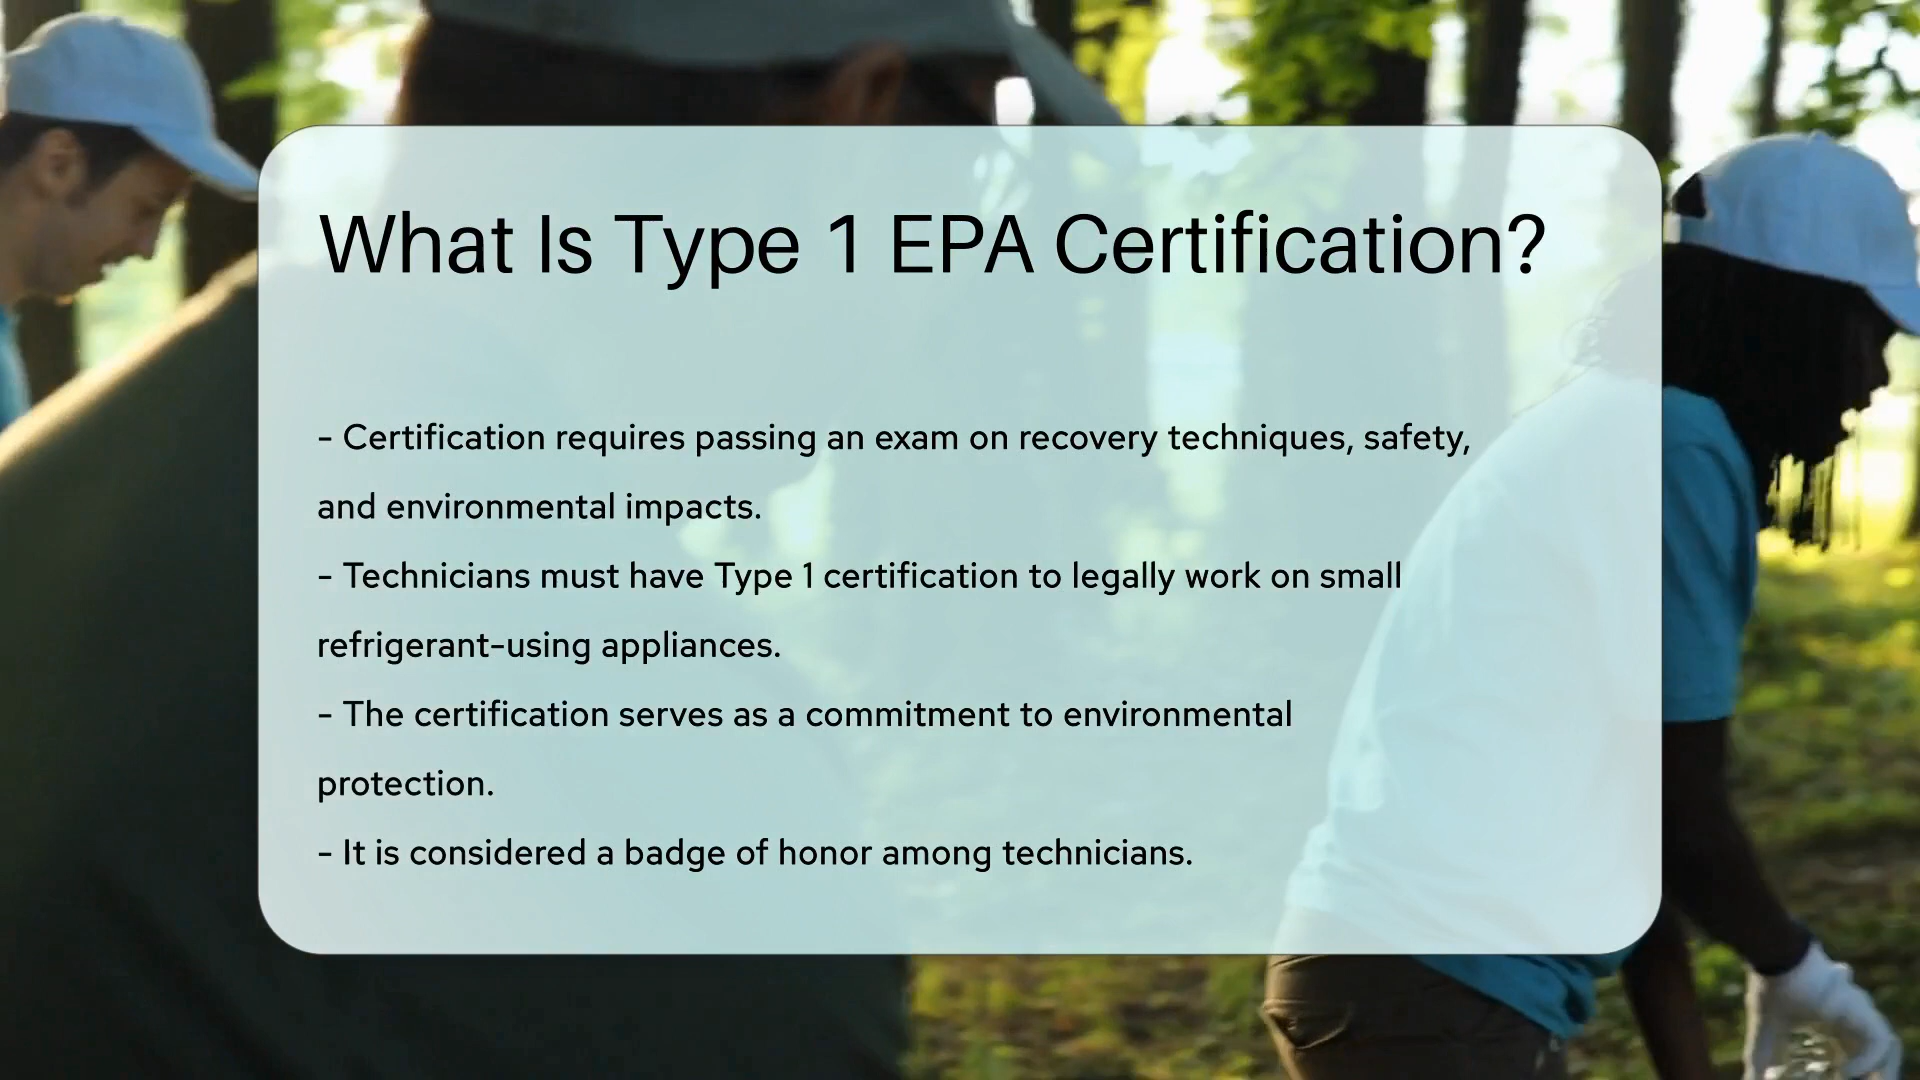 What Is Type 1 EPA Certification?
- Certification requires passing an exam on recovery techniques, safety,
and environmental impacts.
- Technicians must have Type 1 certification to legally work on small
refrigerant-using appliances.
- The certification serves as a commitment to environmental
protection.
- It is considered a badge of honor among technicians.